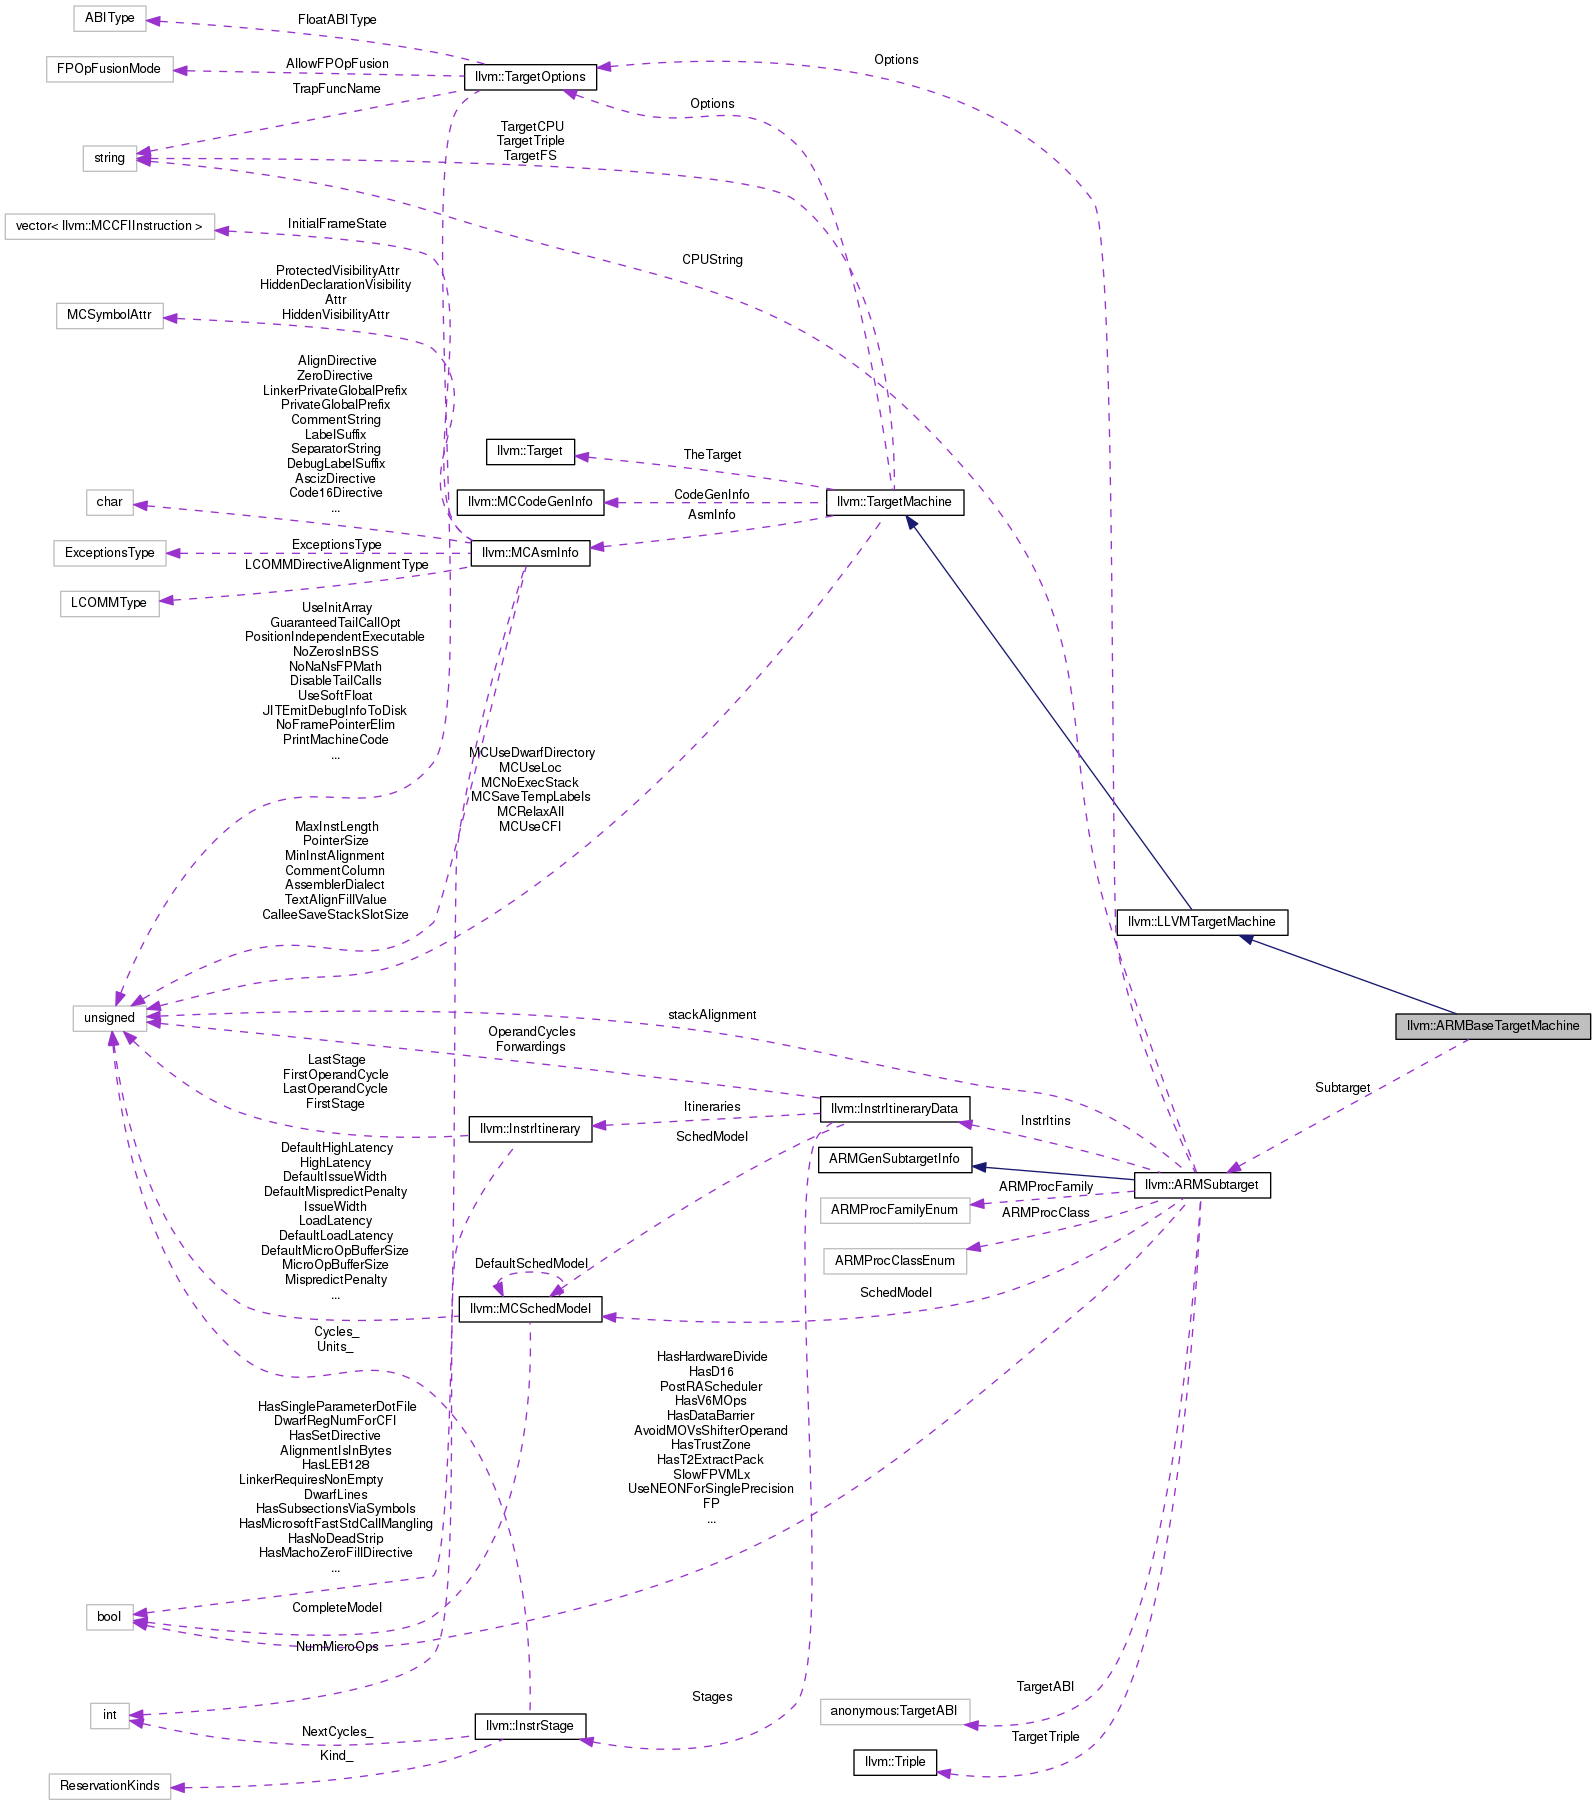 ABIType
FloatABIType
FPOpFusionMode
AllowFPOpFusion
llvm::TargetOptions
Options
TrapFuncName
Options
string
TargetCPU
TargetTriple
TargetFS
vector< llvm::MCCFIInstruction >
InitialFrameState
CPUString
MCSymbolAttr
ProtectedVisibilityAttr
HiddenDeclarationVisibility
Attr
HiddenVisibilityAttr
AlignDirective
ZeroDirective
LinkerPrivateGlobalPrefix
PrivateGlobalPrefix
CommentString
LabelSuffix
SeparatorString
DebugLabelSuffix
AscizDirective
Code16Directive
...
llvm::Target
TheTarget
char
llvm::MCCodeGenInfo
CodeGenInfo
llvm::TargetMachine
AsmInfo
ExceptionsType
ExceptionsType
llvm::MCAsmInfo
LCOMMDirectiveAlignmentType
LCOMMType
UseInitArray
GuaranteedTailCallOpt
PositionIndependentExecutable
NoZerosInBSS
NoNaNsFPMath
DisableTailCalls
UseSoftFloat
JITEmitDebugInfoToDisk
NoFramePointerElim
PrintMachineCode
...
MCUseDwarfDirectory
MCUseLoc
MCNoExecStack
MCSaveTempLabels
MCRelaxAll
MCUseCFI
MaxInstLength
PointerSize
MinInstAlignment
CommentColumn
AssemblerDialect
TextAlignFillValue
CalleeSaveStackSlotSize
llvm::LLVMTargetMachine
unsigned
stackAlignment
llvm::ARMBaseTargetMachine
OperandCycles
Forwardings
LastStage
FirstOperandCycle
LastOperandCycle
FirstStage
Subtarget
llvm::InstrItinerary
Itineraries
llvm::InstrItineraryData
InstrItins
SchedModel
ARMGenSubtargetInfo
llvm::ARMSubtarget
ARMProcFamily
ARMProcFamilyEnum
ARMProcClass
ARMProcClassEnum
DefaultHighLatency
HighLatency
DefaultIssueWidth
DefaultMispredictPenalty
IssueWidth
LoadLatency
DefaultLoadLatency
DefaultMicroOpBufferSize
MicroOpBufferSize
MispredictPenalty
...
DefaultSchedModel
llvm::MCSchedModel
SchedModel
Cycles_
Units_
HasHardwareDivide
HasD16
PostRAScheduler
HasV6MOps
HasDataBarrier
AvoidMOVsShifterOperand
HasTrustZone
HasT2ExtractPack
SlowFPVMLx
UseNEONForSinglePrecision
FP
...
HasSingleParameterDotFile
DwarfRegNumForCFI
HasSetDirective
AlignmentIsInBytes
HasLEB128
LinkerRequiresNonEmpty
DwarfLines
HasSubsectionsViaSymbols
HasMicrosoftFastStdCallMangling
HasNoDeadStrip
HasMachoZeroFillDirective
...
bool
CompleteModel
NumMicroOps
int
NextCycles_
llvm::InstrStage
Stages
anonymous:TargetABI
TargetABI
Kind_
ReservationKinds
llvm::Triple
TargetTriple